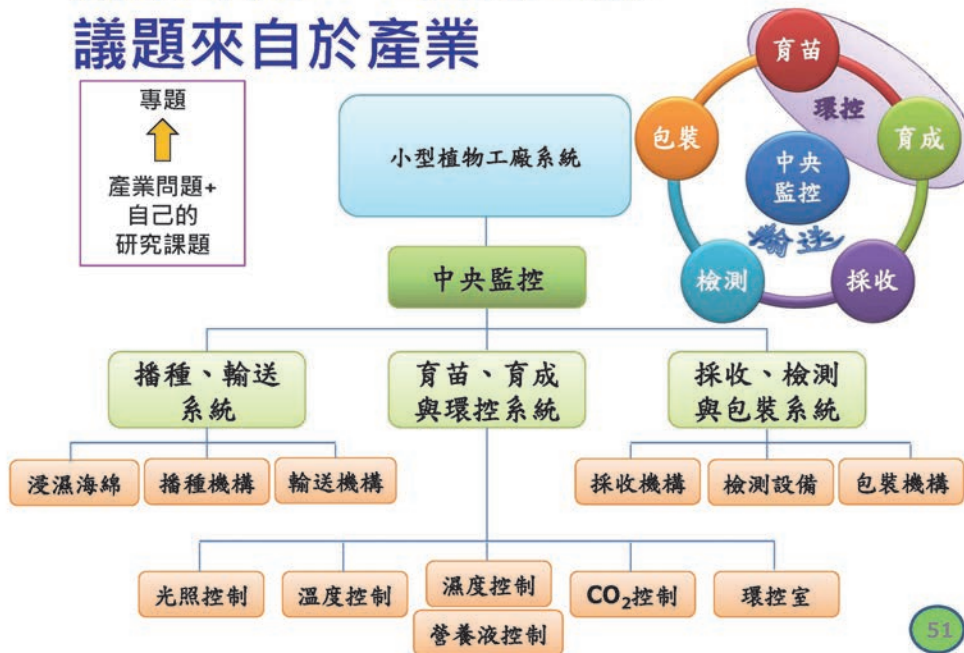 議題來自於產業
專題
產業問題+
自己的
研究課題
小型植物工廠系統
中央監控
播種、輸送
系統
育苗、育成
與環控系統
採收、檢測
與包裝系統
浸濕海綿
播種機構
輸送機構
採收機構
檢測設備
包裝機構
光照控制
溫度控制
濕度控制
營養液控制
CO₂控制
環控室
育苗
環控
育成
包裝
中央
監控
輸送
檢測
採收
51